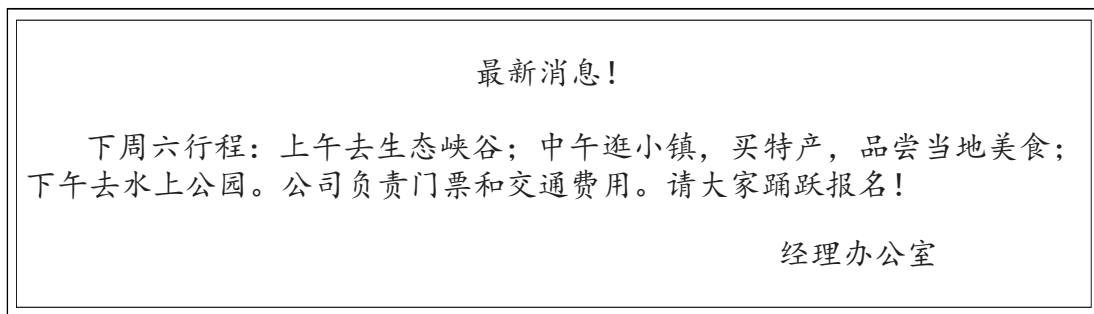 最新消息！
下周六行程：上午去生态峡谷；中午逛小镇，买特产，品尝当地美食；
下午去水上公园。公司负责门票和交通费用。请大家踊跃报名！
经理办公室